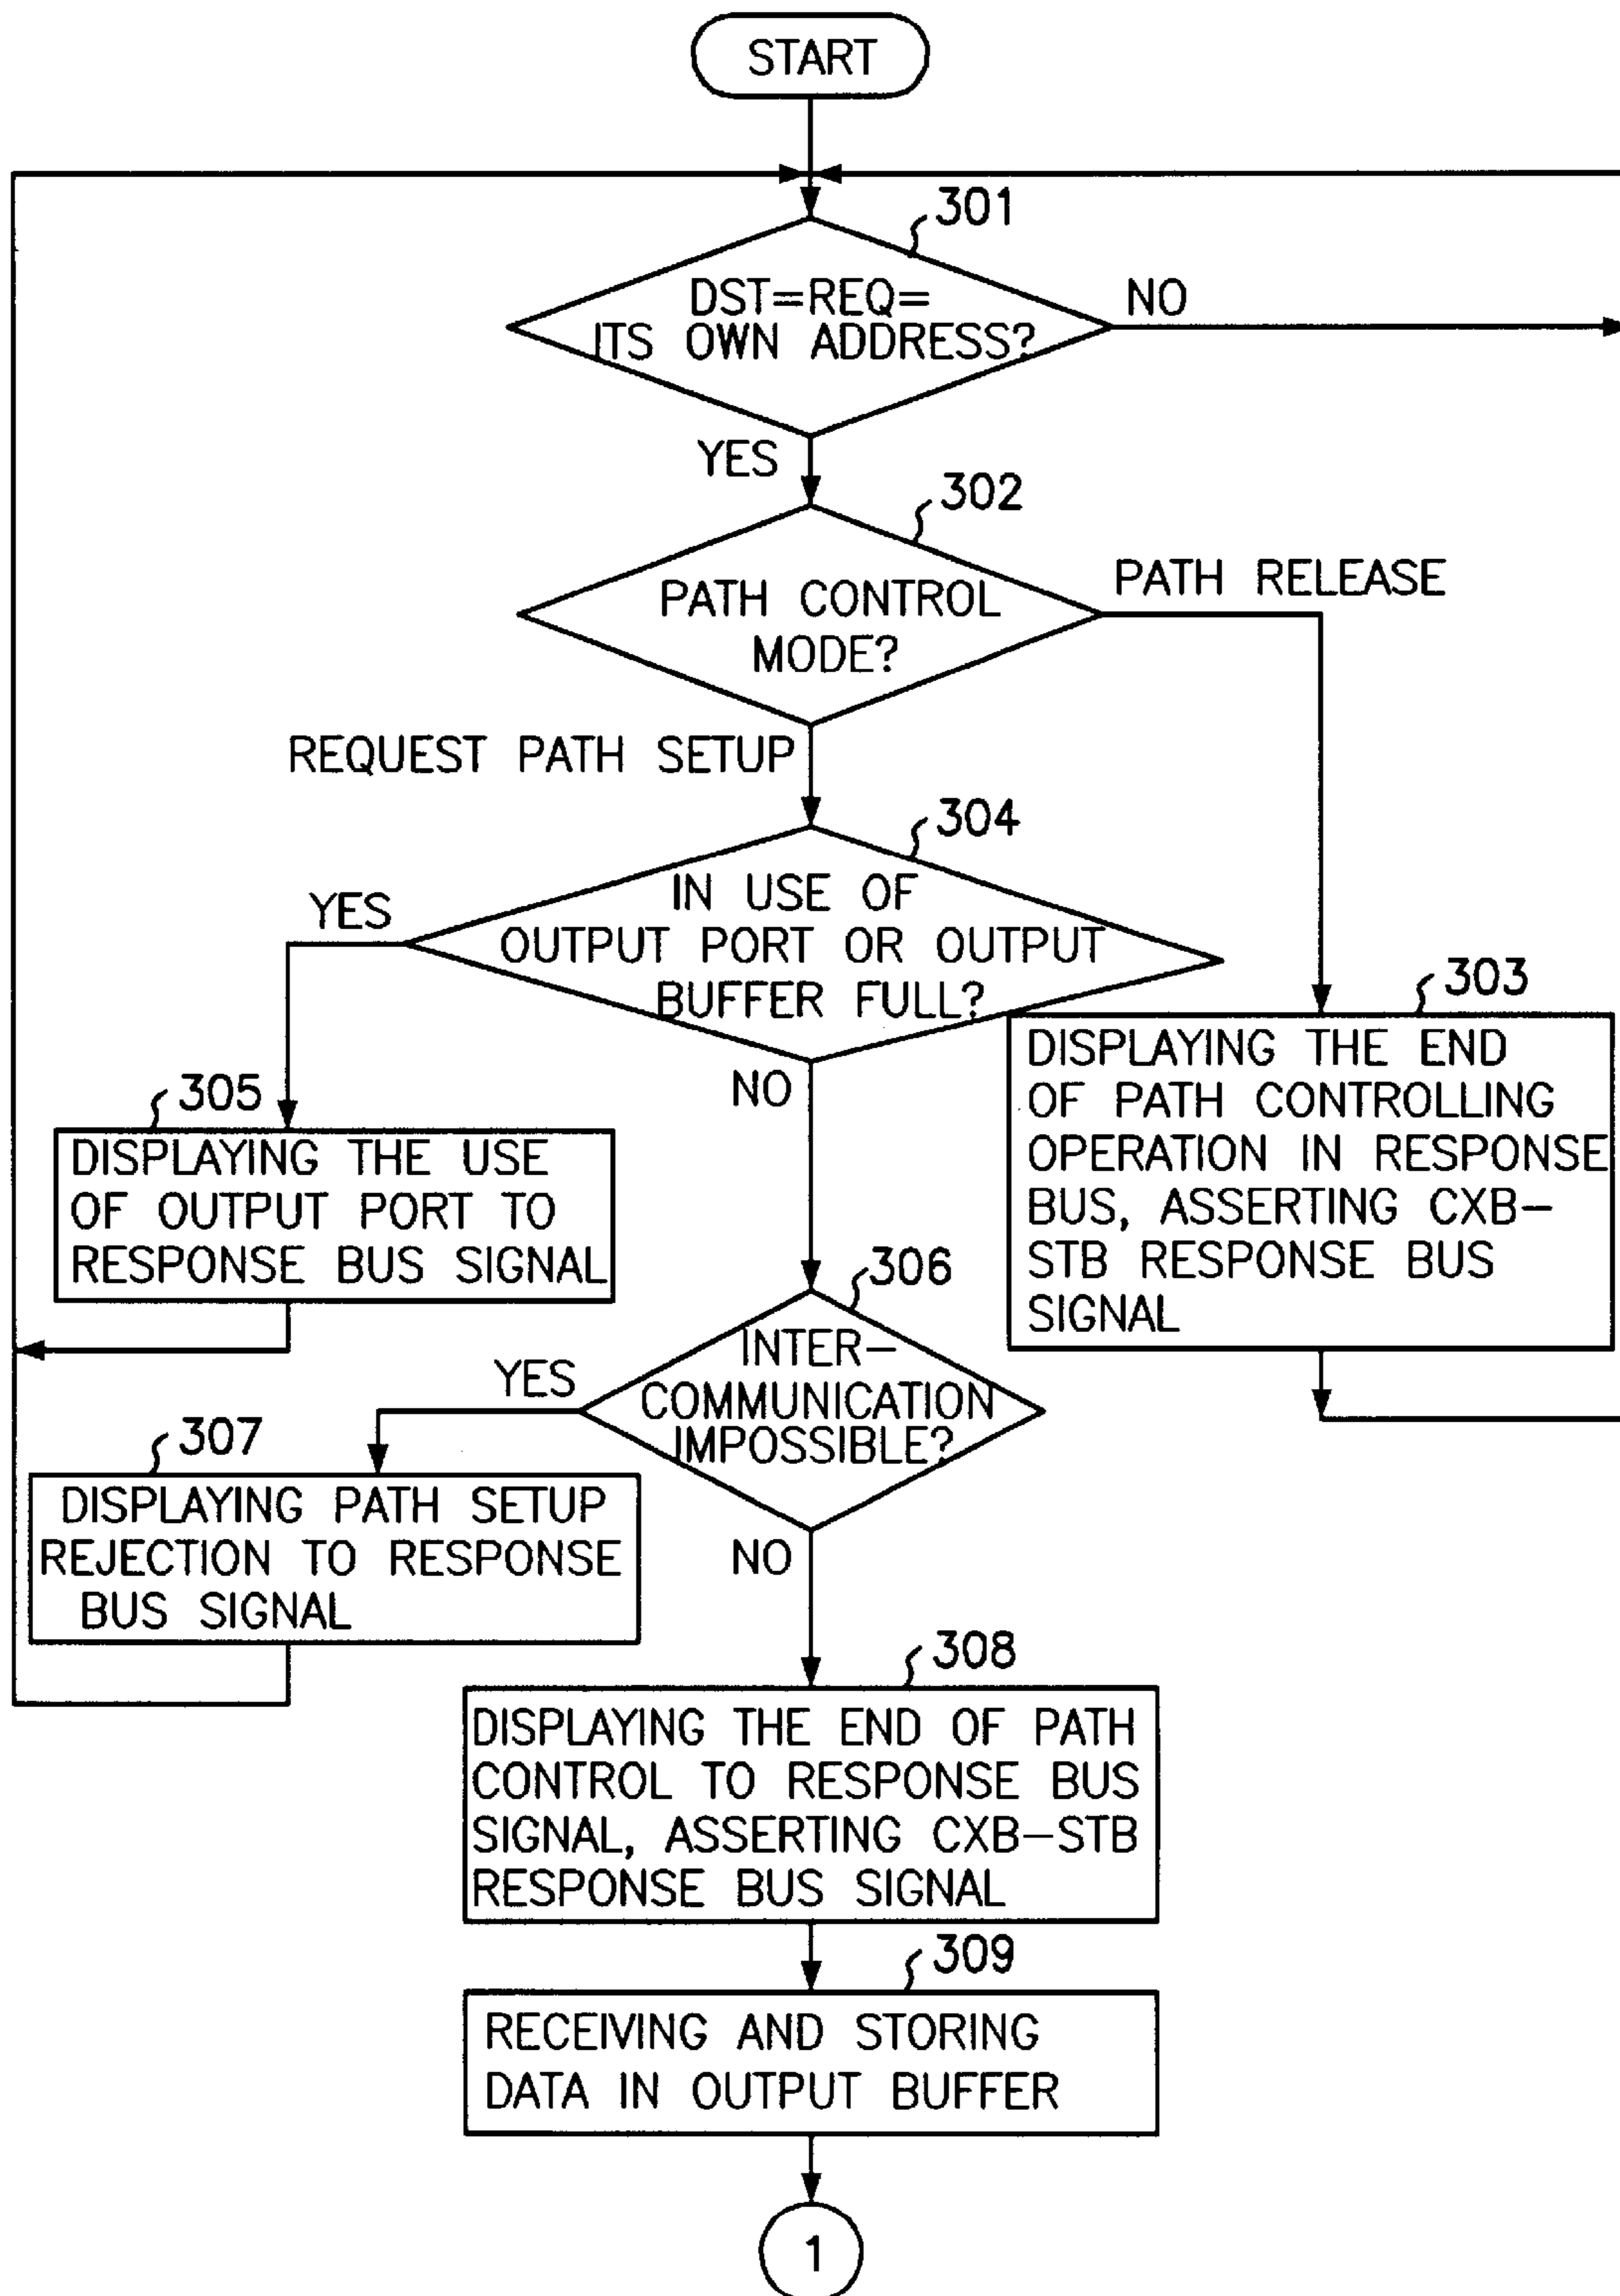 START
301
DST=REQ=
ITS OWN ADDRESS?
NO
YES
302
PATH CONTROL
MODE?
PATH RELEASE
REQUEST PATH SETUP
304
IN USE OF
OUTPUT PORT OR OUTPUT
BUFFER FULL?
YES
NO
303
DISPLAYING THE END
OF PATH CONTROLLING
OPERATION IN RESPONSE
BUS, ASSERTING CXB-
STB RESPONSE BUS
SIGNAL
305
DISPLAYING THE USE
OF OUTPUT PORT TO
RESPONSE BUS SIGNAL
306
INTER-
COMMUNICATION
IMPOSSIBLE?
YES
NO
307
DISPLAYING PATH SETUP
REJECTION TO RESPONSE
BUS SIGNAL
308
DISPLAYING THE END OF PATH
CONTROL TO RESPONSE BUS
SIGNAL, ASSERTING CXB-STB
RESPONSE BUS SIGNAL
309
RECEIVING AND STORING
DATA IN OUTPUT BUFFER
1